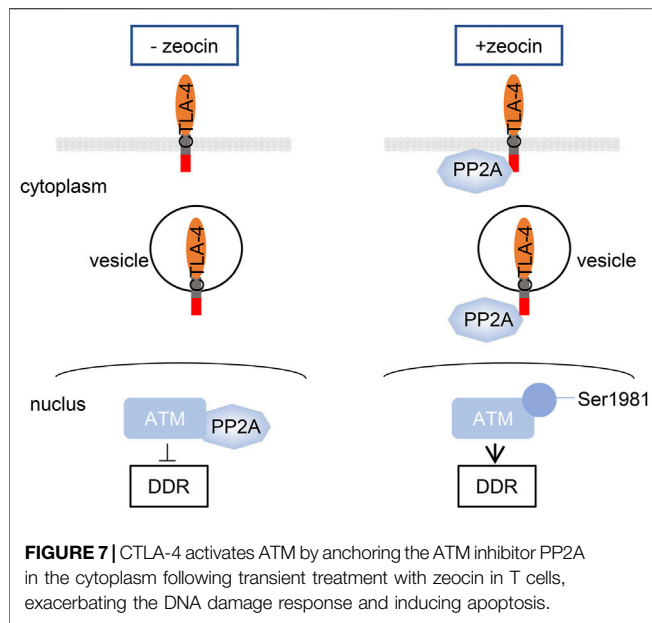 - zeocin
+zeocin
CTLA-4
CTLA-4
PP2A
cytoplasm
vesicle
CTLA-4
CTLA-4
vesicle
PP2A
nuclus
ATM
PP2A
ATM
Ser1981
DDR
DDR
FIGURE 7 | CTLA-4 activates ATM by anchoring the ATM inhibitor PP2A
in the cytoplasm following transient treatment with zeocin in T cells,
exacerbating the DNA damage response and inducing apoptosis.